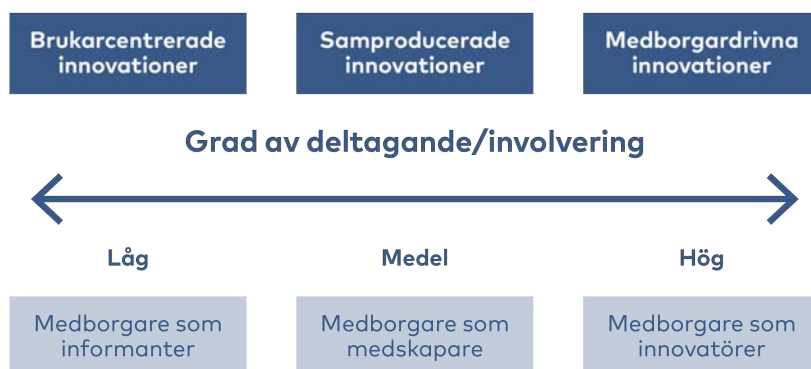 Brukarcentrerade
innovationer
Samproducerade
innovationer
Medborgardrivna
innovationer
Grad av deltagande/involvering
Låg
Medel
Hög
Medborgare som
informanter
Medborgare som
medskapare
Medborgare som
innovatörer